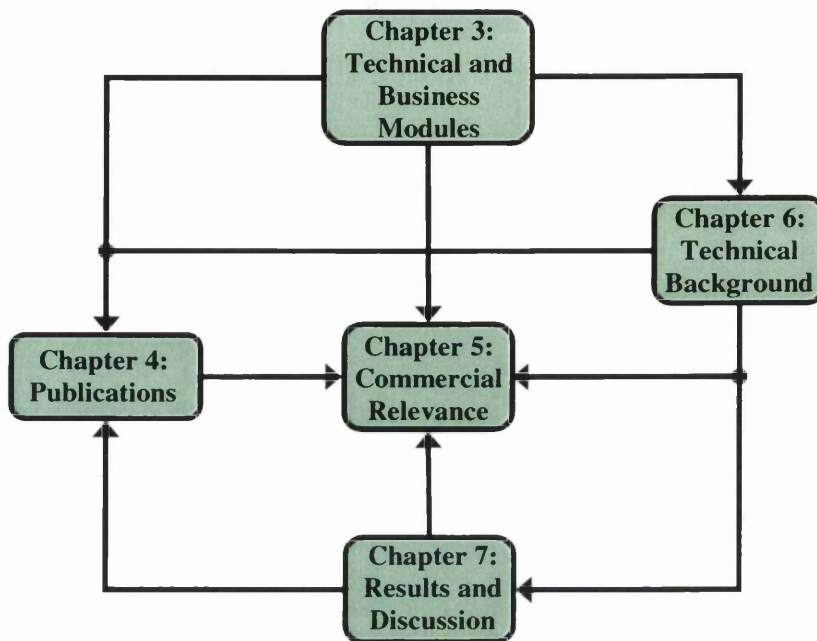 Chapter 3:
Technical and
Business
Modules
Chapter 6:
Technical
Background
Chapter 4:
Publications
Chapter 5:
Commercial
Relevance
Chapter 7:
Results and
Discussion